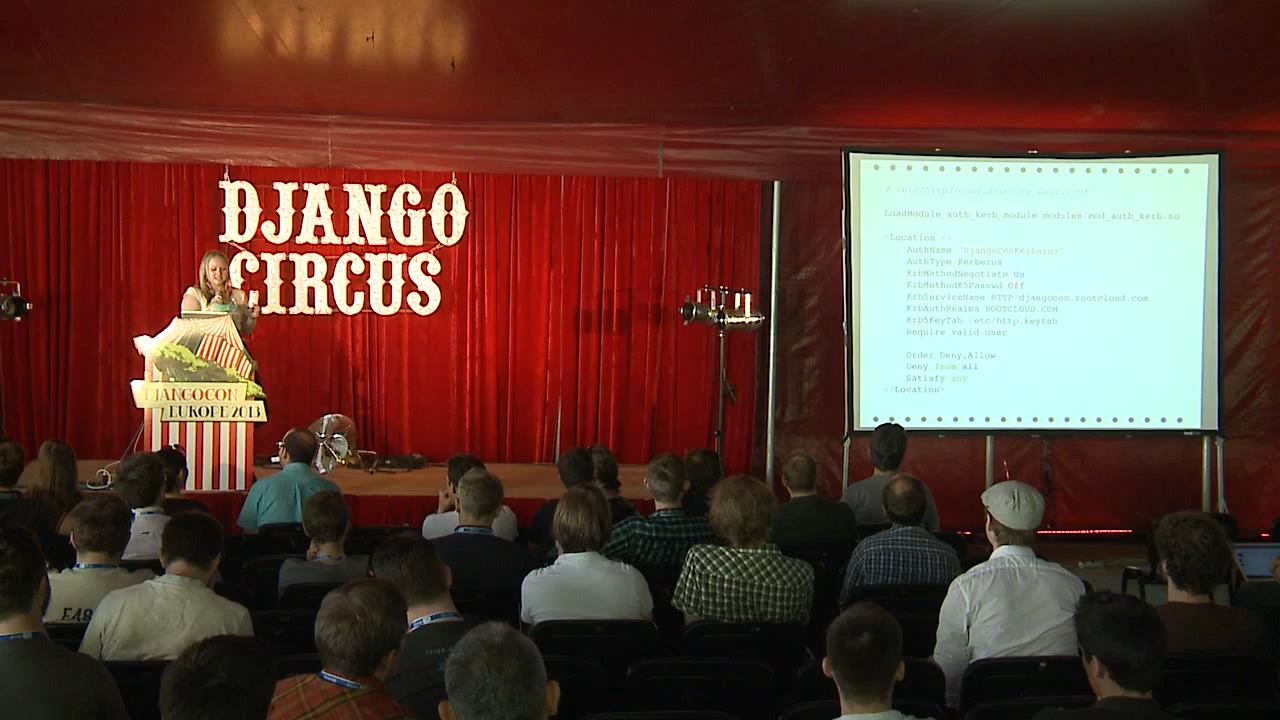 DJANGO
CIRCUS
DJANGOCON
EUROPE 2013
# /etc/httpd/conf.d/remote_user.conf
LoadModule auth_kerb_module modules/mod_auth_kerb.so
<Location />
AuthName "DjangoConKerberos"
AuthType Kerberos
KrbMethodNegotiate On
KrbMethodK5Passwd Off
KrbServiceName HTTP/djangocon.rootcloud.com
KrbAuthRealms ROOTCLOUD.COM
Krb5KeyTab /etc/http.keytab
Require valid-user
Order Deny,Allow
Deny from all
Satisfy any
</Location>